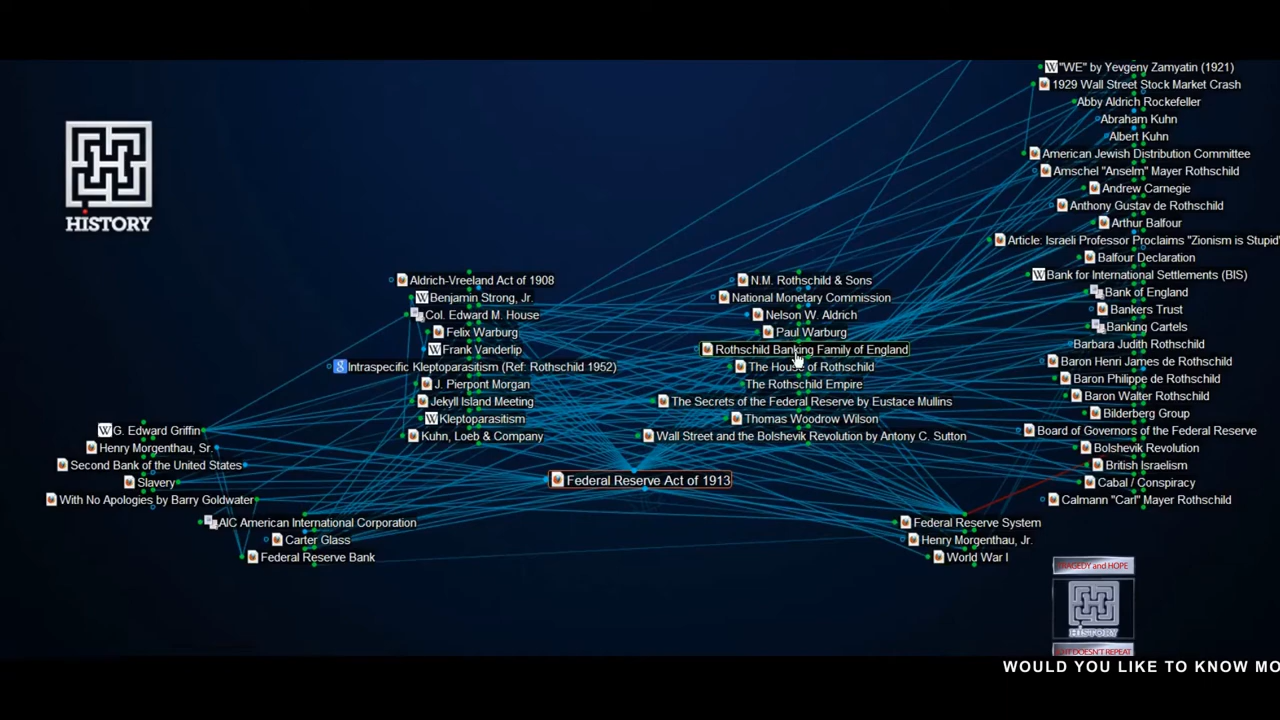 HISTORY
"WE" by Yevgeny Zamyatin (1921)
1929 Wall Street Stock Market Crash
Abby Aldrich Rockefeller
Abraham Kuhn
Albert Kuhn
American Jewish Distribution Committee
Amschel "Anselm" Mayer Rothschild
Andrew Carnegie
Anthony Gustav de Rothschild
Arthur Balfour
Article: Israeli Professor Proclaims "Zionism is Stupid"
Balfour Declaration
Bank for International Settlements (BIS)
Bank of England
Bankers Trust
Banking Cartels
Barbara Judith Rothschild
Baron Henri James de Rothschild
Baron Philippe de Rothschild
Baron Walter Rothschild
Bilderberg Group
Board of Governors of the Federal Reserve
Bolshevik Revolution
British Israelism
Cabal / Conspiracy
Calmann "Carl" Mayer Rothschild
Aldrich-Vreeland Act of 1908
Benjamin Strong, Jr.
Col. Edward M. House
Felix Warburg
Frank Vanderlip
Intraspecific Kleptoparasitism (Ref: Rothschild 1952)
J. Pierpont Morgan
Jekyll Island Meeting
Kleptoparasitism
Kuhn, Loeb & Company
N.M. Rothschild & Sons
National Monetary Commission
Nelson W. Aldrich
Paul Warburg
Rothschild Banking Family of England
The House of Rothschild
The Rothschild Empire
The Secrets of the Federal Reserve by Eustace Mullins
Thomas Woodrow Wilson
Wall Street and the Bolshevik Revolution by Antony C. Sutton
G. Edward Griffin
Henry Morgenthau, Sr.
Second Bank of the United States
Slavery
With No Apologies by Barry Goldwater
Federal Reserve Act of 1913
AIC American International Corporation
Carter Glass
Federal Reserve Bank
Federal Reserve System
Henry Morgenthau, Jr.
World War I
TRAGEDY and HOPE
HISTORY
SO IT DOESN'T REPEAT
WOULD YOU LIKE TO KNOW MO